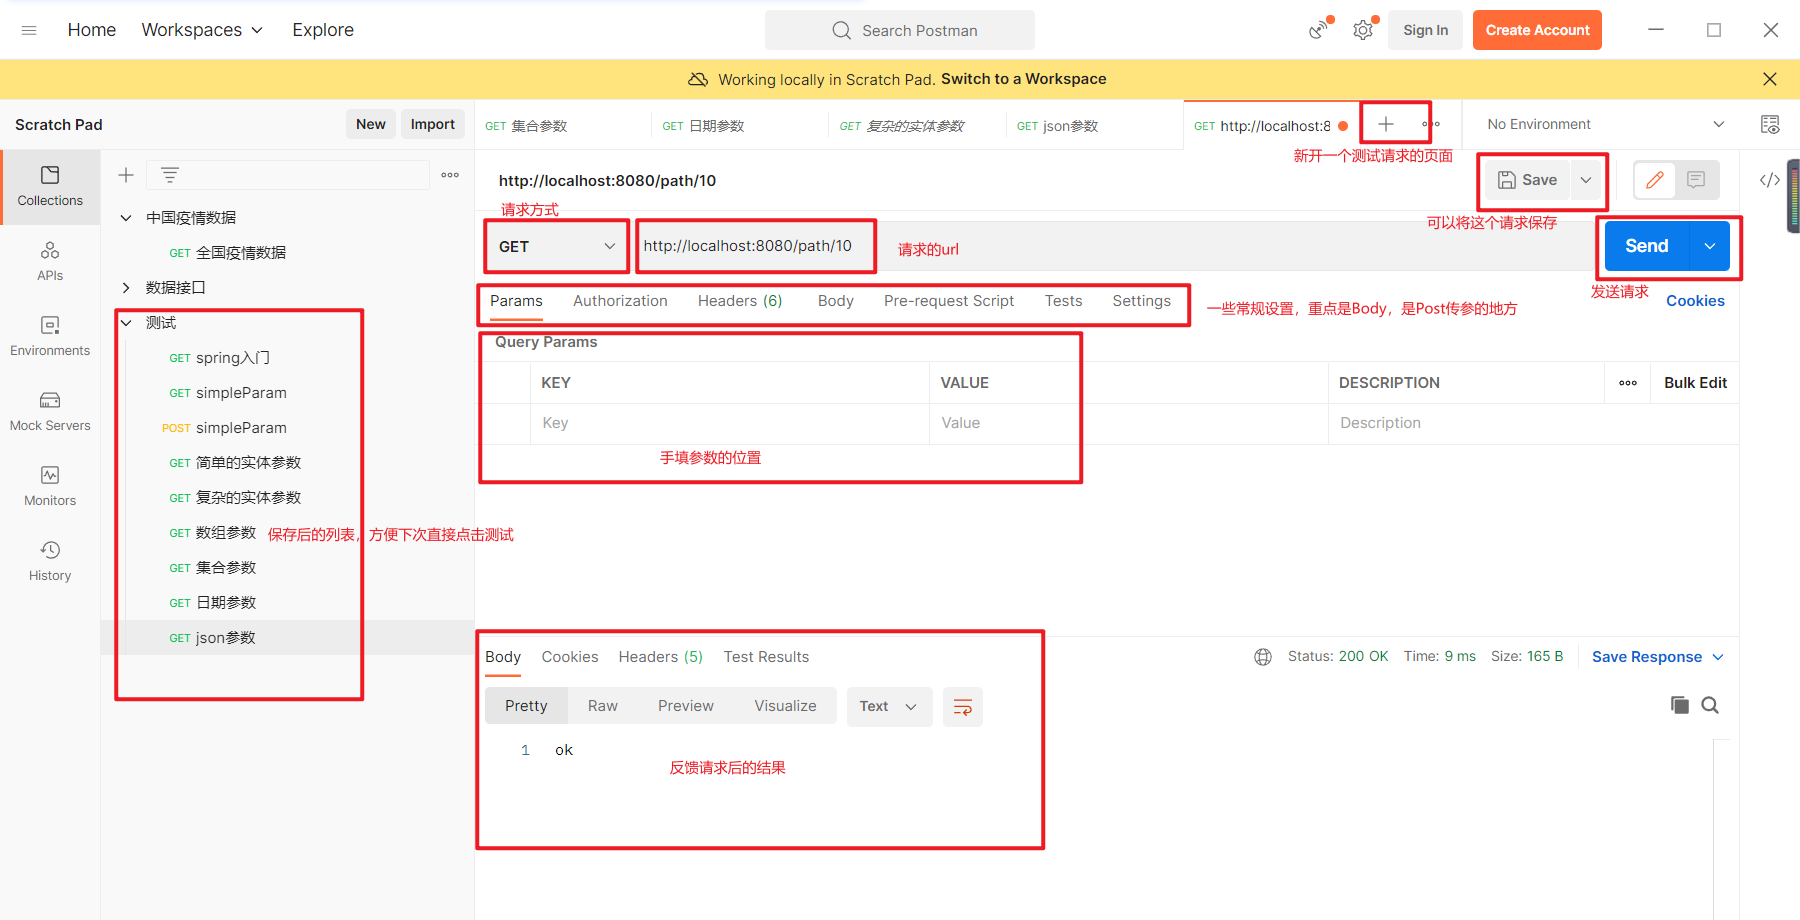 Home Workspaces Explore Search Postman Sign In Create Account
Working locally in Scratch Pad. Switch to a Workspace
Scratch Pad New Import
GET 集合参数 GET 日期参数 GET 复杂的实体参数 GET json参数 GET http://localhost:8 No Environment
新开一个测试请求的页面
Collections
APIs
Environments
Mock Servers
Monitors
History
中国疫情数据
GET 全国疫情数据
数据接口
测试
GET spring入门
GET simpleParam
POST simpleParam
GET 简单的实体参数
GET 复杂的实体参数
GET 数组参数 保存后的列表，方便下次直接点击测试
GET 集合参数
GET 日期参数
GET json参数
http://localhost:8080/path/10 Save
请求方式 可以将这个请求保存
GET http://localhost:8080/path/10 请求的url Send
发送请求
Params Authorization Headers (6) Body Pre-request Script Tests Settings Cookies
一些常规设置，重点是Body，是Post传参的地方
Query Params
KEY VALUE DESCRIPTION Bulk Edit
Key Value Description
手填参数的位置
Body Cookies Headers (5) Test Results Status: 200 OK Time: 9 ms Size: 165 B Save Response
Pretty Raw Preview Visualize Text
1 ok
反馈请求后的结果